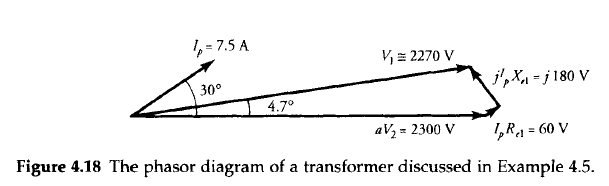 I_p = 7.5 A
V_1 ≅ 2270 V
jI_p X_e1 = j 180 V
30°
4.7°
aV_2 = 2300 V
I_p R_e1 = 60 V
Figure 4.18 The phasor diagram of a transformer discussed in Example 4.5.